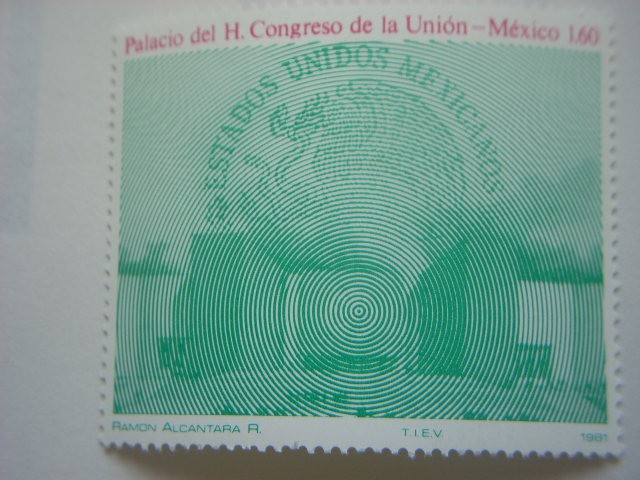 Palacio del H. Congreso de la Unión – México 1.60
ESTADOS UNIDOS MEXICANOS
RAMON ALCANTARA R. T.I.E.V. 1981